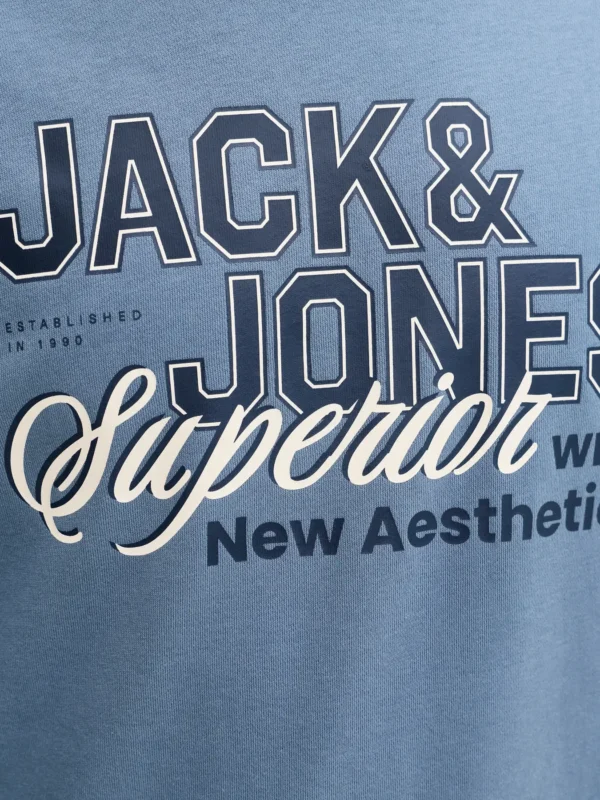 JACK&
JONES
ESTABLISHED
IN 1990
Superior
New Aesthetic